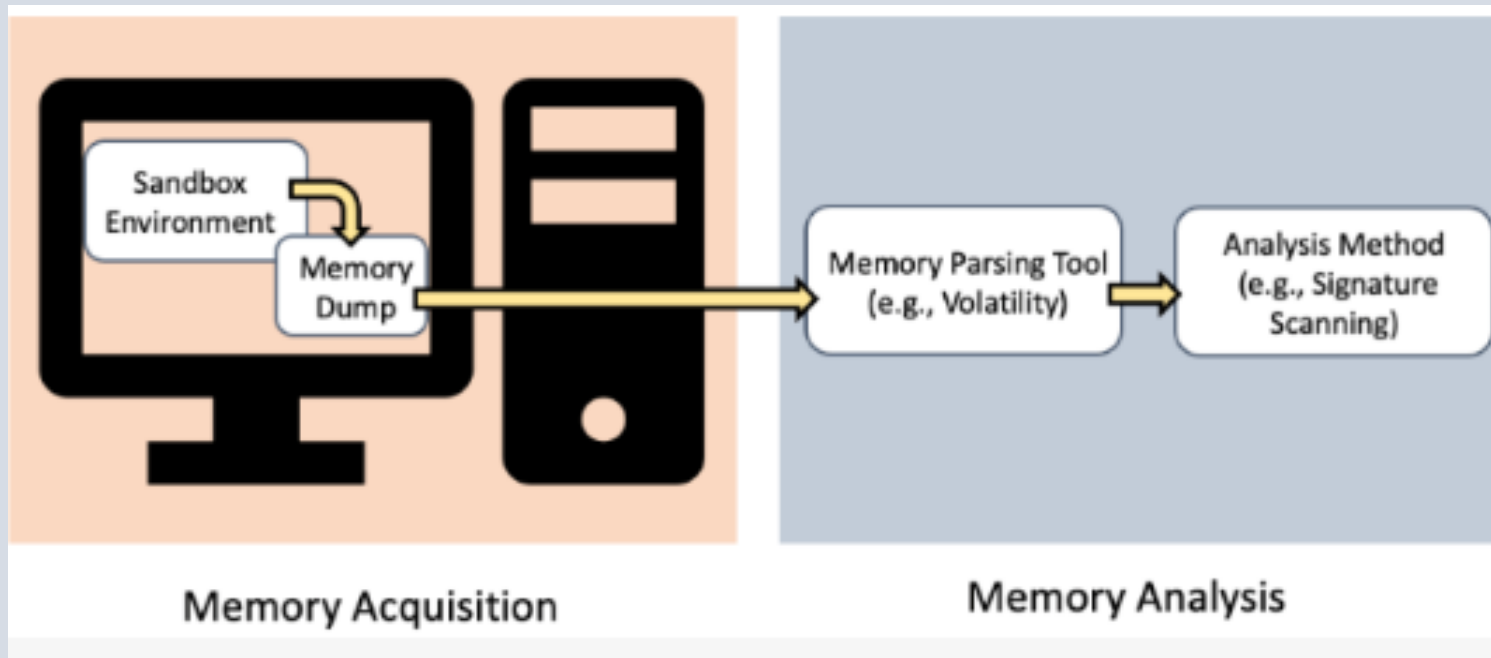 Sandbox
Environment
Memory
Dump
Memory Parsing Tool
(e.g., Volatility)
Analysis Method
(e.g., Signature
Scanning)
Memory Acquisition
Memory Analysis